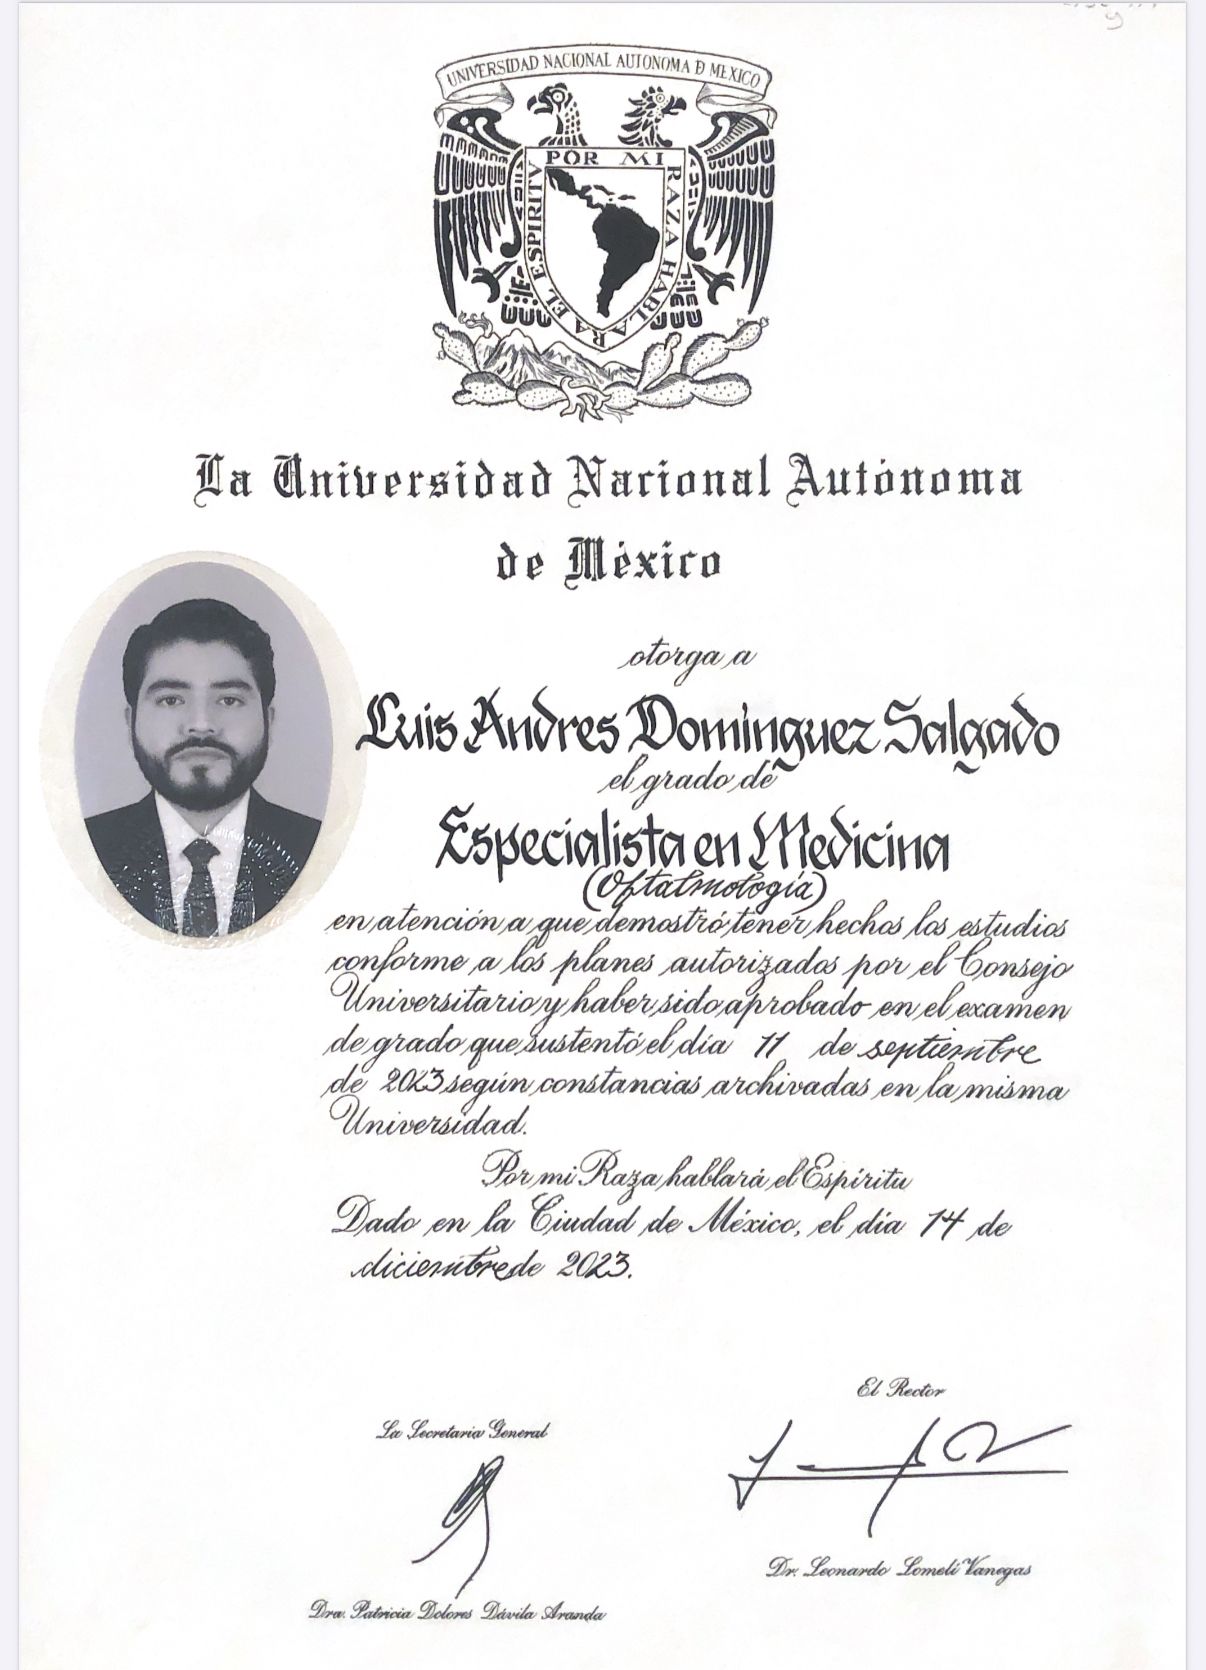 UNIVERSIDAD NACIONAL AUTONOMA D MEXICO
POR MI RAZA HABLARA EL ESPIRITV
La Universidad Nacional Autónoma
de México
otorga a
Luis Andres Domínguez Salgado
el grado de
Especialista en Medicina
(Oftalmología)
en atención a que demostró tener hechos los estudios
conforme a los planes autorizados por el Consejo
Universitario y haber sido aprobado en el examen
de grado que sustentó el día 11 de septiembre
de 2023 según constancias archivadas en la misma
Universidad.
Por mi Raza hablará el Espíritu
Dado en la Ciudad de México, el día 14 de
diciembre de 2023.
El Rector
La Secretaria General
Dr. Leonardo Lomelí Vanegas
Dra. Patricia Dolores Dávila Aranda